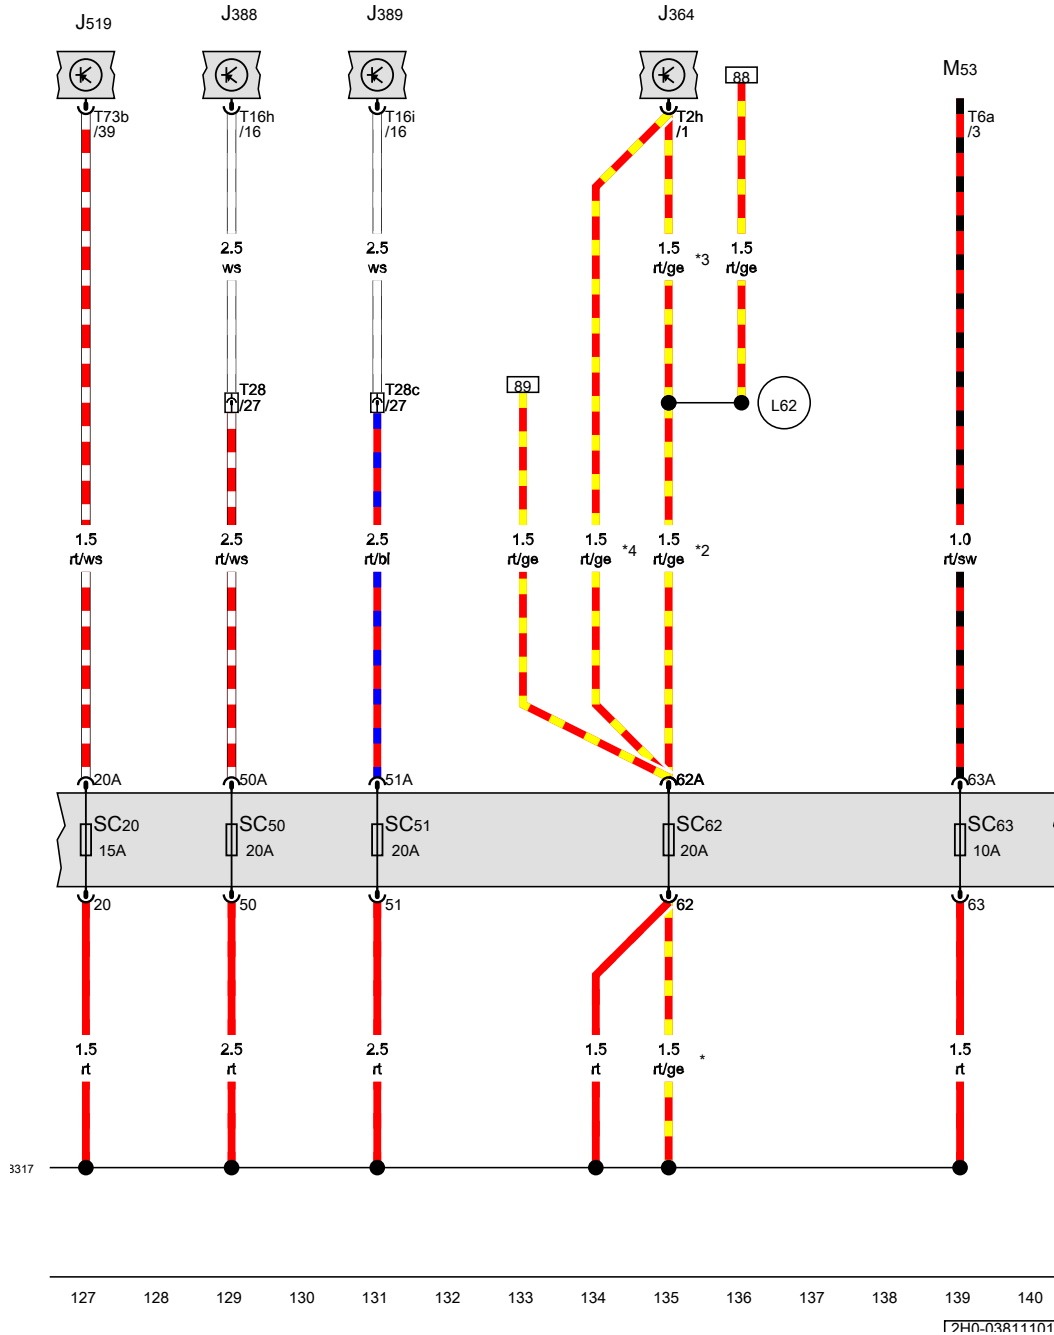 J519
J388
J389
J364
88
M53
T73b
/39
T16h
/16
T16i
/16
T2h
/1
T6a
/3
2.5
ws
2.5
ws
1.5
rt/ge
*3
1.5
rt/ge
T28
/27
T28c
/27
89
L62
1.5
rt/ws
2.5
rt/ws
2.5
rt/bl
1.5
rt/ge
1.5
rt/ge
*4
1.5
rt/ge
*2
1.0
rt/sw
20A
50A
51A
62A
63A
SC20
15A
SC50
20A
SC51
20A
SC62
20A
SC63
10A
20
50
51
62
63
1.5
rt
2.5
rt
2.5
rt
1.5
rt
1.5
rt/ge
*
1.5
rt
3317
127 128 129 130 131 132 133 134 135 136 137 138 139 140
2H0-03811101